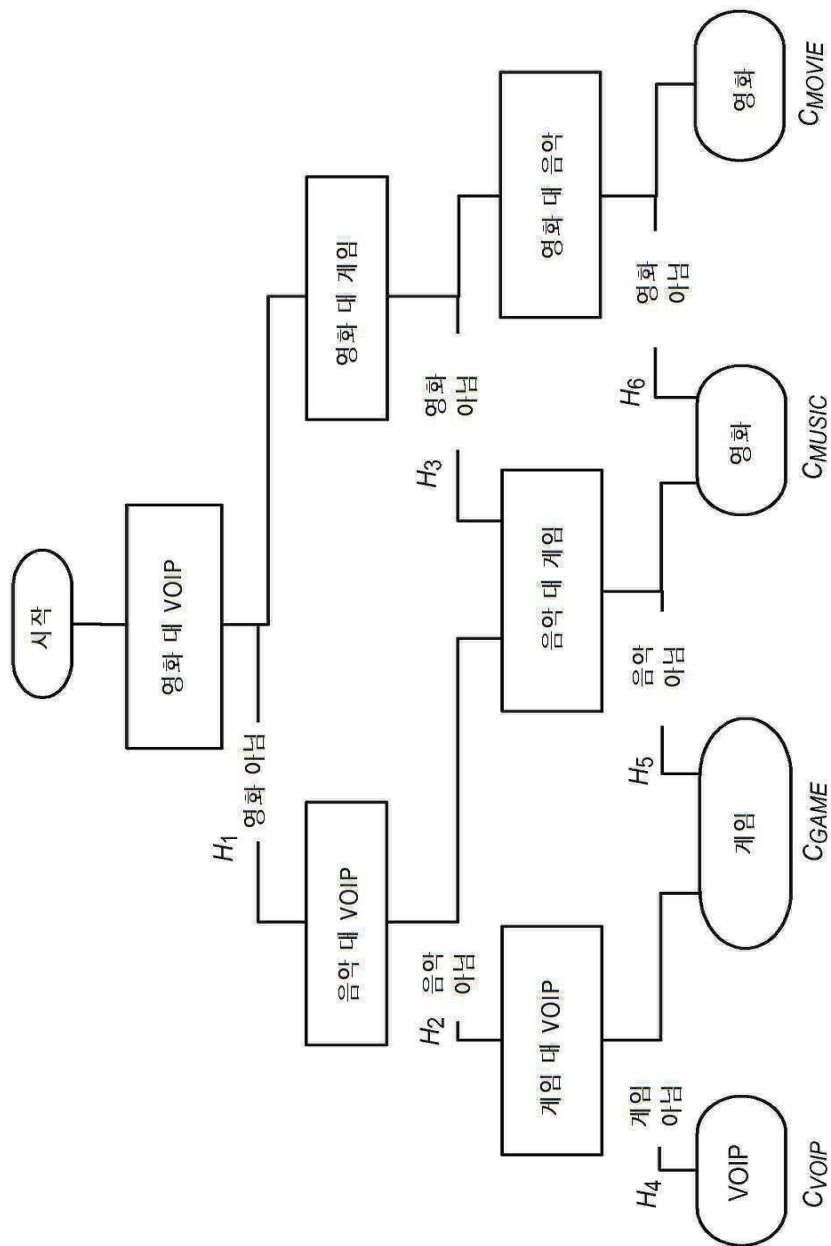 시작
영화 대 VOIP
H1
영화 아님
음악 대 VOIP
영화 대 게임
H2
음악
아님
H3
영화
아님
게임 대 VOIP
음악 대 게임
영화 대 음악
H4
게임
아님
H5
음악
아님
H6
영화
아님
VOIP
게임
영화
영화
CVOIP
CGAME
CMUSIC
CMOVIE